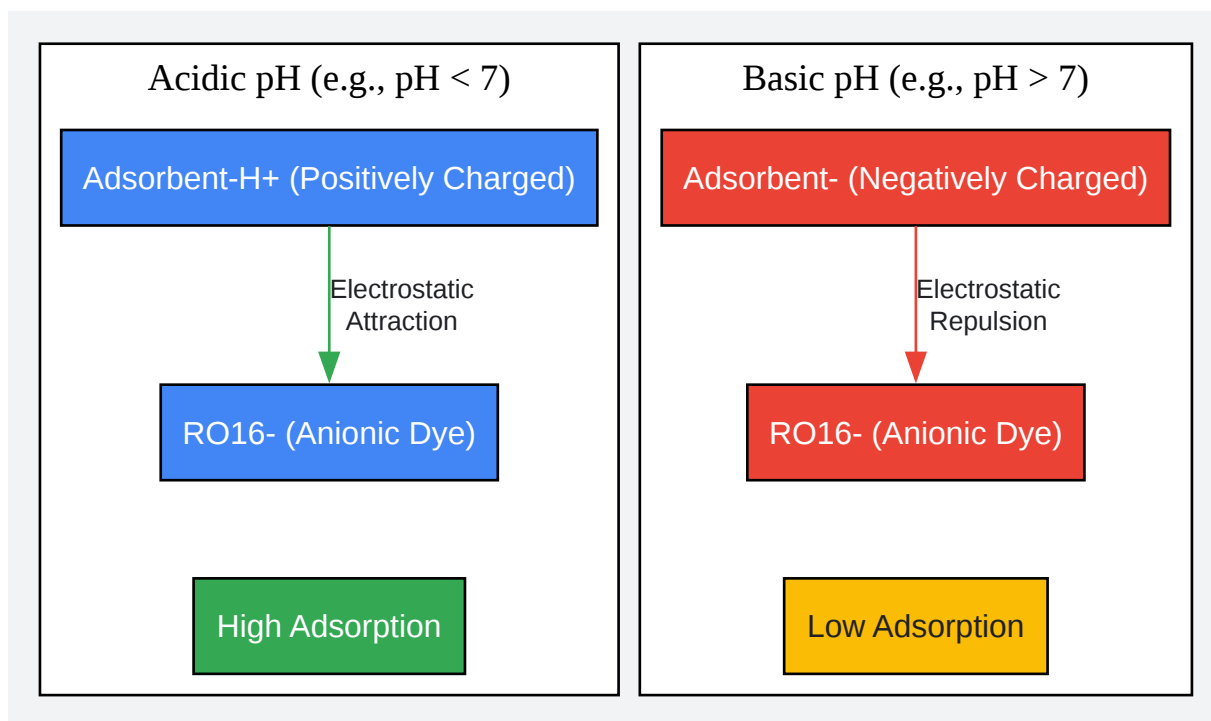 Acidic pH (e.g., pH < 7)
Adsorbent-H+ (Positively Charged)
Electrostatic
Attraction
RO16- (Anionic Dye)
High Adsorption
Basic pH (e.g., pH > 7)
Adsorbent- (Negatively Charged)
Electrostatic
Repulsion
RO16- (Anionic Dye)
Low Adsorption